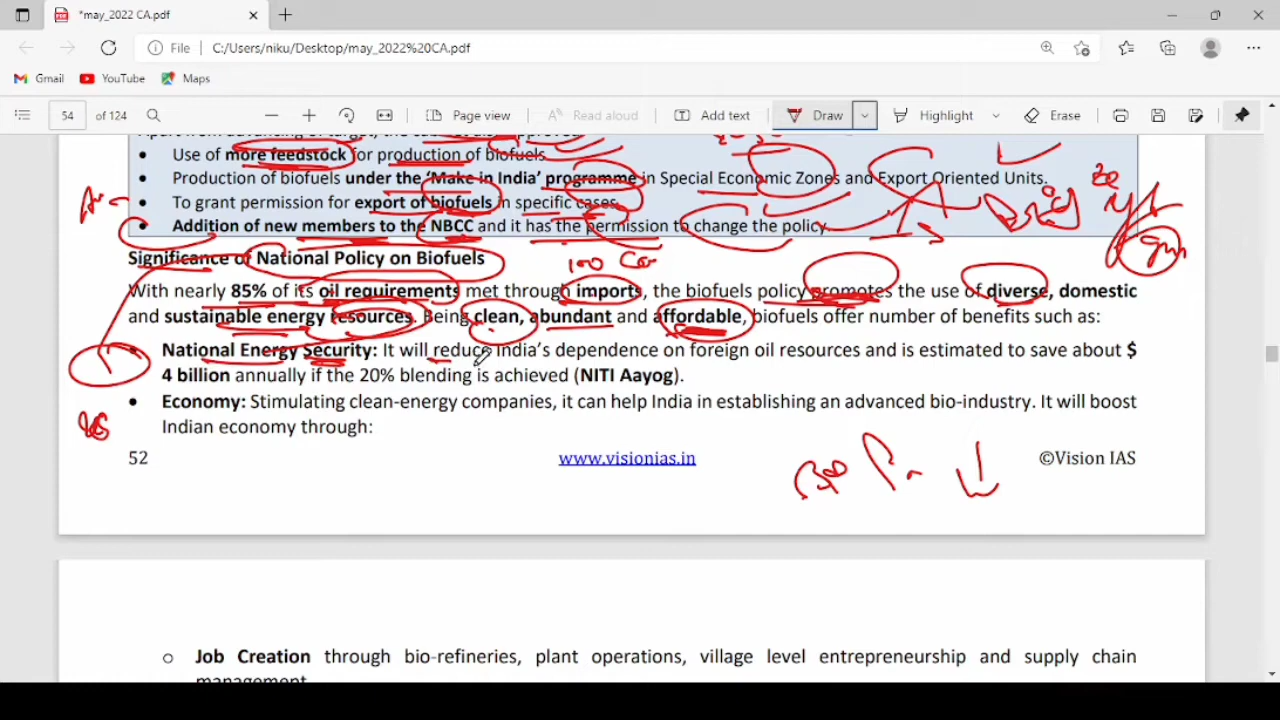 *may_2022 CA.pdf
File C:/Users/niku/Desktop/may_2022%20CA.pdf
Gmail YouTube Maps
54 of 124 Page view Read aloud Add text Draw Highlight Erase
• Use of more feedstock for production of biofuels.
• Production of biofuels under the ‘Make in India’ programme in Special Economic Zones and Export Oriented Units.
• To grant permission for export of biofuels in specific cases.
• Addition of new members to the NBCC and it has the permission to change the policy.
Significance of National Policy on Biofuels
100 Cr
With nearly 85% of its oil requirements met through imports, the biofuels policy promotes the use of diverse, domestic
and sustainable energy resources. Being clean, abundant and affordable, biofuels offer number of benefits such as:
National Energy Security: It will reduce India's dependence on foreign oil resources and is estimated to save about $
4 billion annually if the 20% blending is achieved (NITI Aayog).
• Economy: Stimulating clean-energy companies, it can help India in establishing an advanced bio-industry. It will boost
Indian economy through:
52 www.visionias.in ©Vision IAS
o Job Creation through bio-refineries, plant operations, village level entrepreneurship and supply chain
management.